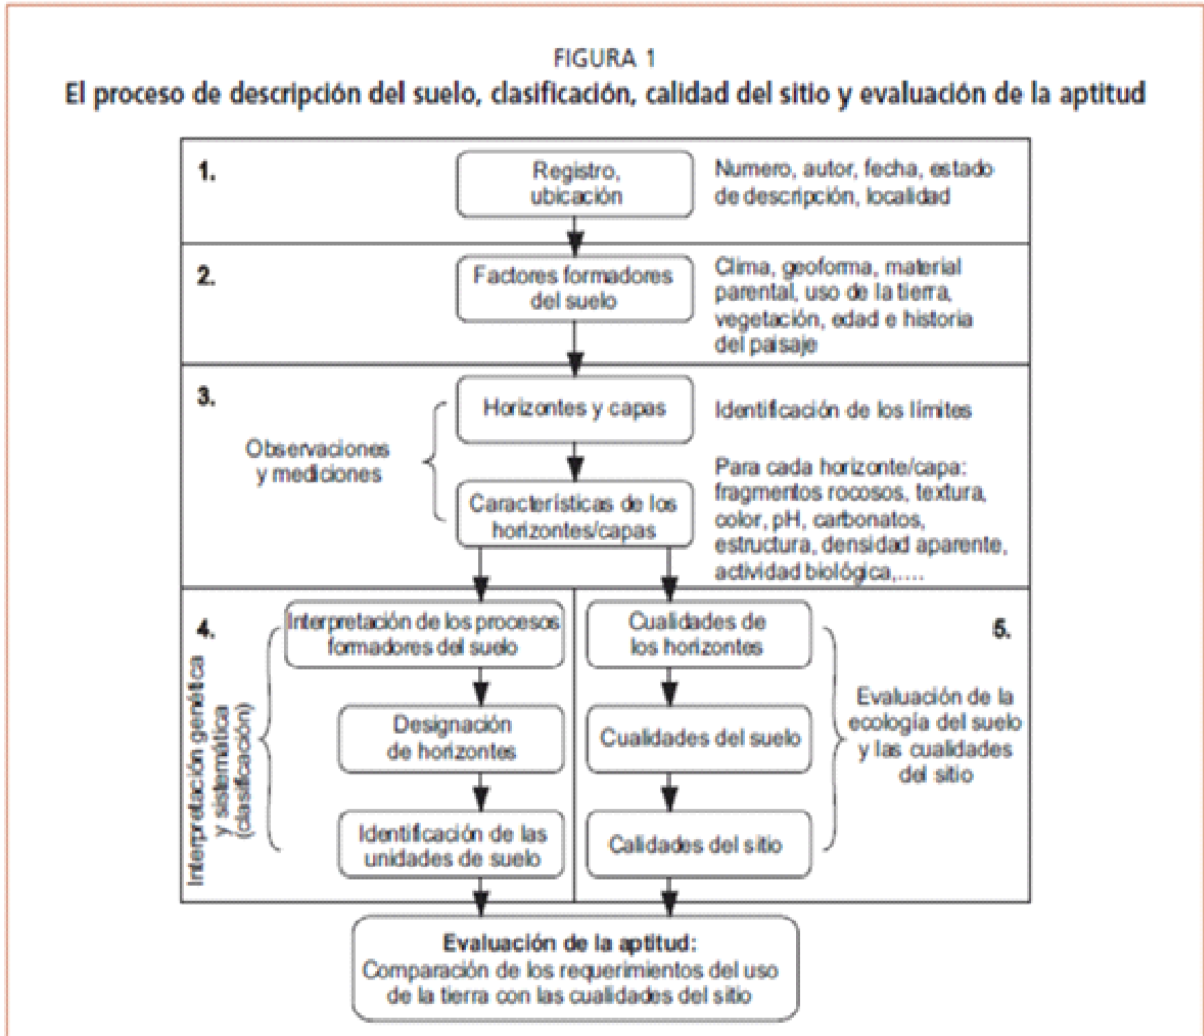 FIGURA 1
El proceso de descripción del suelo, clasificación, calidad del sitio y evaluación de la aptitud
1.
Registro,
ubicación
Numero, autor, fecha, estado
de descripción, localidad
2.
Factores formadores
del suelo
Clima, geoforma, material
parental, uso de la tierra,
vegetación, edad e historia
del paisaje
3.
Observaciones
y mediciones
Horizontes y capas
Identificación de los límites
Características de los
horizontes/capas
Para cada horizonte/capa:
fragmentos rocosos, textura,
color, pH, carbonatos,
estructura, densidad aparente,
actividad biológica,....
4.
Interpretación genética
y sistemática
(clasificación)
Interpretación de los procesos
formadores del suelo
Designación
de horizontes
Identificación de las
unidades de suelo
5.
Cualidades de
los horizontes
Cualidades del suelo
Calidades del sitio
Evaluación de la
ecología del suelo
y las cualidades
del sitio
Evaluación de la aptitud:
Comparación de los requerimientos del uso
de la tierra con las cualidades del sitio